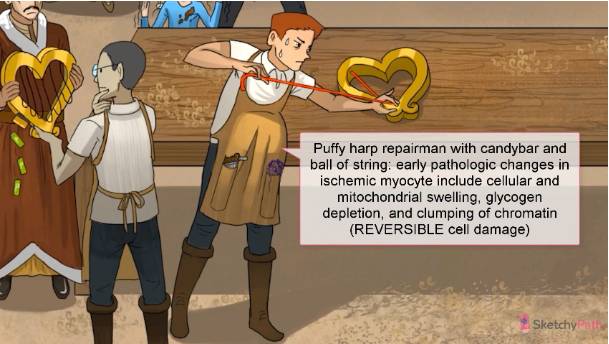 Puffy harp repairman with candybar and
ball of string: early pathologic changes in
ischemic myocyte include cellular and
mitochondrial swelling, glycogen
depletion, and clumping of chromatin
(REVERSIBLE cell damage)
SketchyPath